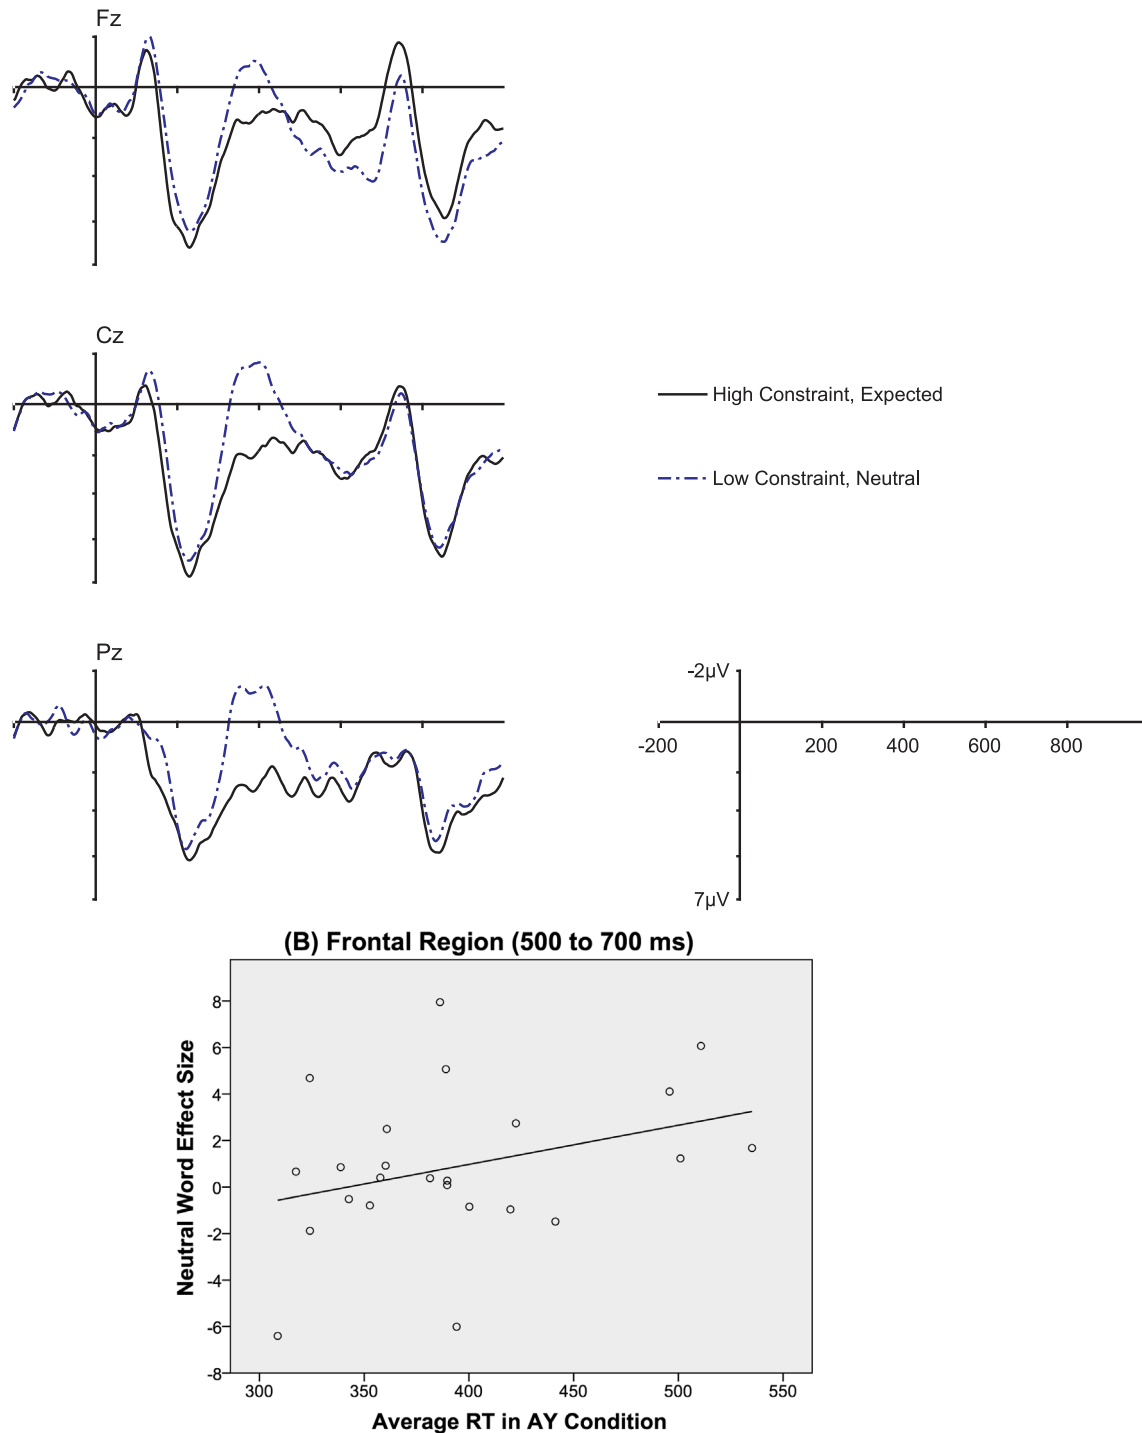 Fz
Cz
High Constraint, Expected
Low Constraint, Neutral
Pz
-2µV
-200 200 400 600 800
7µV
(B) Frontal Region (500 to 700 ms)
Neutral Word Effect Size
8
6
4
2
0
-2
-4
-6
-8
300 350 400 450 500 550
Average RT in AY Condition